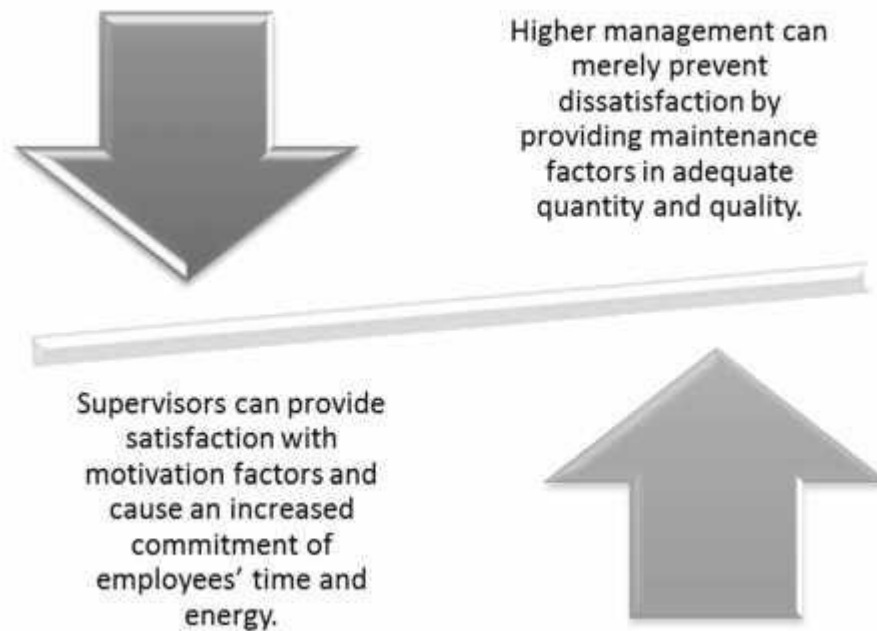 Higher management can
merely prevent
dissatisfaction by
providing maintenance
factors in adequate
quantity and quality.
Supervisors can provide
satisfaction with
motivation factors and
cause an increased
commitment of
employees’ time and
energy.